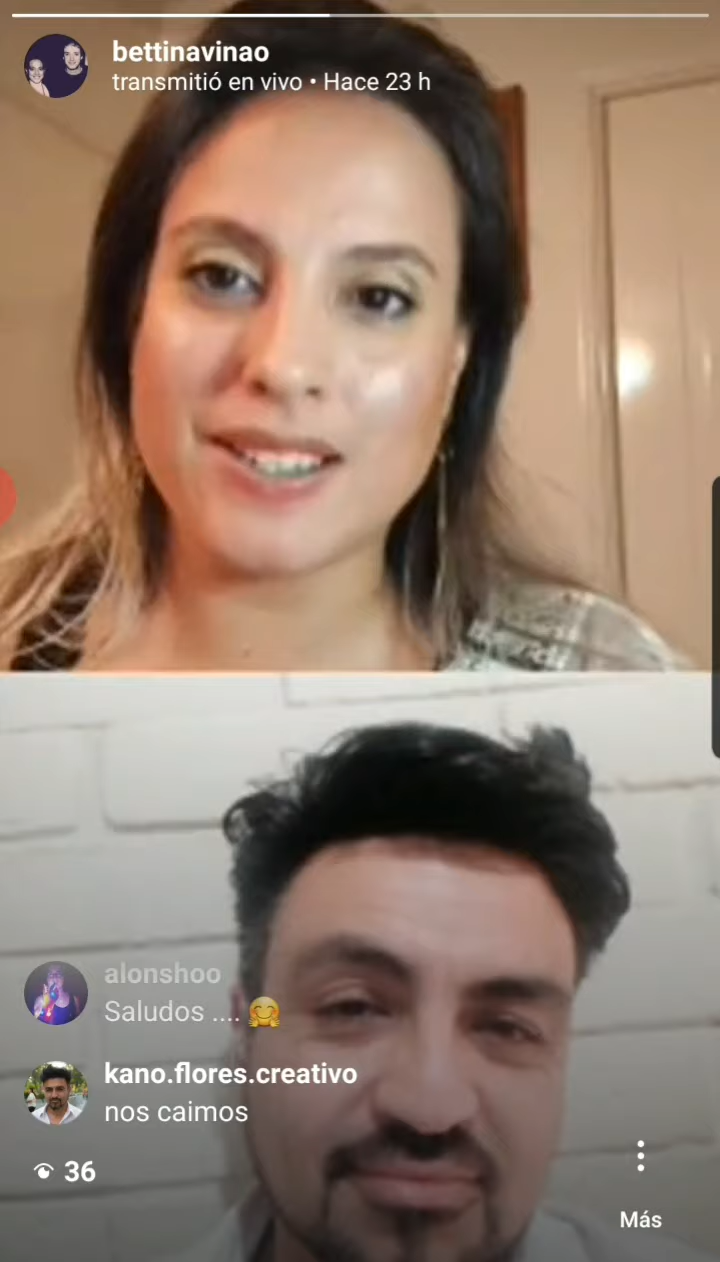 bettinavinao
transmitió en vivo • Hace 23 h
alonshoo
Saludos .... 🤗
kano.flores.creativo
nos caimos
36
Más